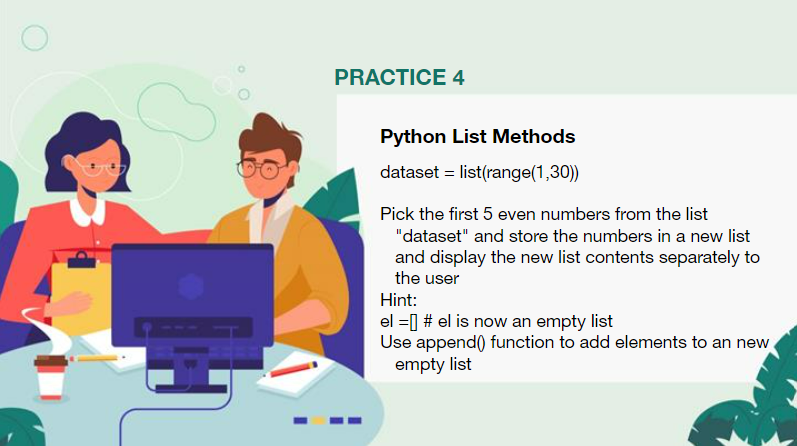 PRACTICE 4
Python List Methods
dataset = list(range(1,30))
Pick the first 5 even numbers from the list
"dataset" and store the numbers in a new list
and display the new list contents separately to
the user
Hint:
el =[] # el is now an empty list
Use append() function to add elements to an new
empty list